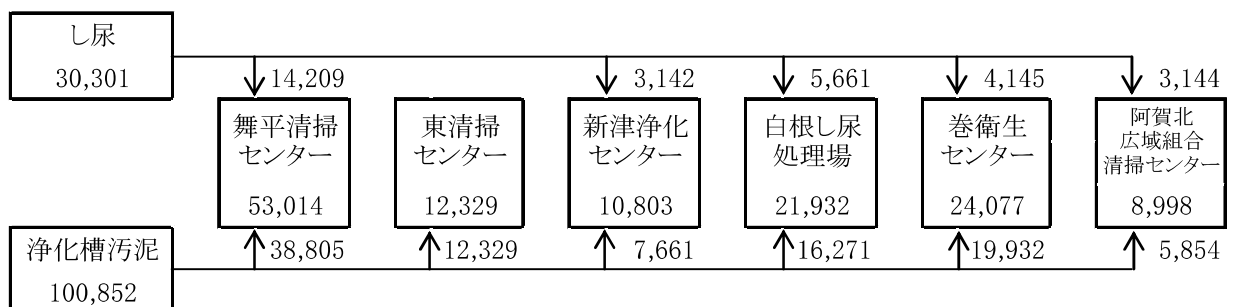 し尿
30,301
14,209
3,142
5,661
4,145
3,144
舞平清掃
センター
53,014
東清掃
センター
12,329
新津浄化
センター
10,803
白根し尿
処理場
21,932
巻衛生
センター
24,077
阿賀北
広域組合
清掃センター
8,998
浄化槽汚泥
100,852
38,805
12,329
7,661
16,271
19,932
5,854